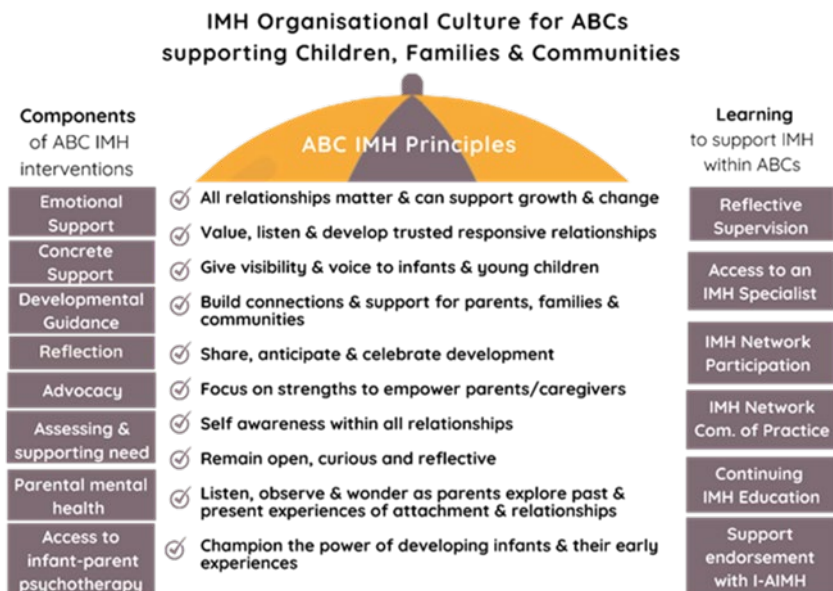 IMH Organisational Culture for ABCs
supporting Children, Families & Communities
Components
of ABC IMH
interventions
Emotional
Support
Concrete
Support
Developmental
Guidance
Reflection
Advocacy
Assessing &
supporting need
Parental mental
health
Access to
infant-parent
psychotherapy
ABC IMH Principles
All relationships matter & can support growth & change
Value, listen & develop trusted responsive relationships
Give visibility & voice to infants & young children
Build connections & support for parents, families &
communities
Share, anticipate & celebrate development
Focus on strengths to empower parents/caregivers
Self awareness within all relationships
Remain open, curious and reflective
Listen, observe & wonder as parents explore past &
present experiences of attachment & relationships
Champion the power of developing infants & their early
experiences
Learning
to support IMH
within ABCs
Reflective
Supervision
Access to an
IMH Specialist
IMH Network
Participation
IMH Network
Com. of Practice
Continuing
IMH Education
Support
endorsement
with I-AIMH